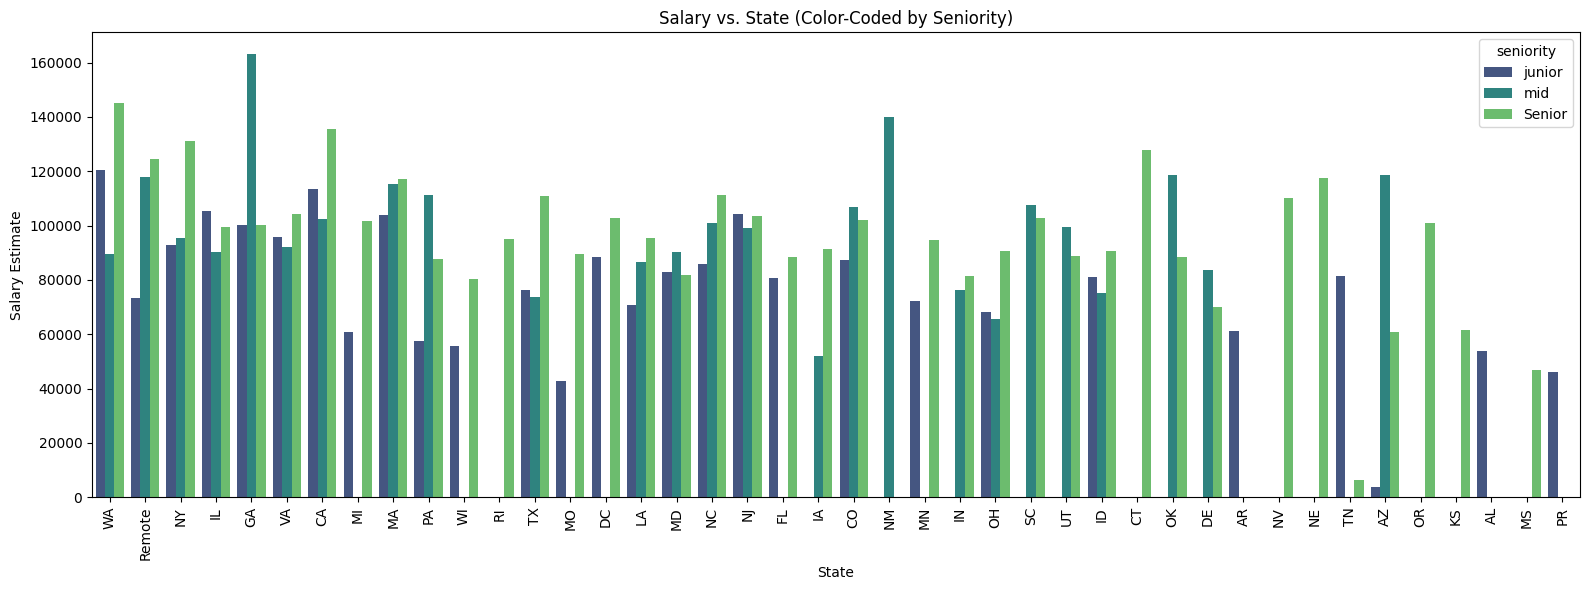 Salary vs. State (Color-Coded by Seniority)
seniority
junior
mid
Senior
Salary Estimate
160000
140000
120000
100000
80000
60000
40000
20000
0
WA
Remote
NY
IL
GA
VA
CA
MI
MA
PA
WI
RI
TX
MO
DC
LA
MD
NC
NJ
FL
IA
CO
NM
MN
IN
OH
SC
UT
ID
CT
OK
DE
AR
NV
NE
TN
AZ
OR
KS
AL
MS
PR
State